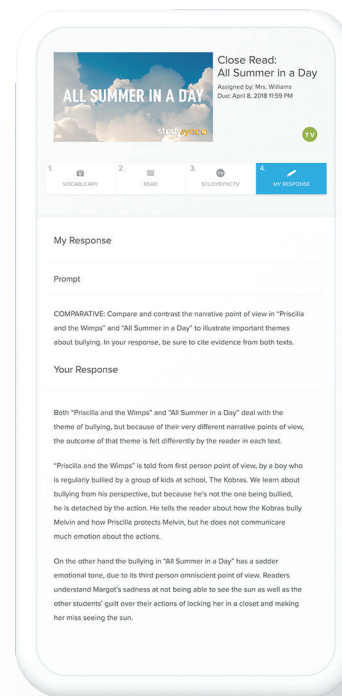 ALL SUMMER IN A DAY
studysync
Close Read:
All Summer in a Day
Assigned by: Mrs. Williams
Due: April 8, 2018 11:59 PM
TV
1.
VOCABULARY
2.
READ
3.
STUDYSYNCTV
4.
MY RESPONSE
My Response
Prompt
COMPARATIVE: Compare and contrast the narrative point of view in “Priscilla
and the Wimps” and “All Summer in a Day” to illustrate important themes
about bullying. In your response, be sure to cite evidence from both texts.
Your Response
Both “Priscilla and the Wimps” and “All Summer in a Day” deal with the
theme of bullying, but because of their very different narrative points of view,
the outcome of that theme is felt differently by the reader in each text.
“Priscilla and the Wimps” is told from first person point of view, by a boy who
is regularly bullied by a group of kids at school, The Kobras. We learn about
bullying from his perspective, but because he’s not the one being bullied,
he is detached by the action. He tells the reader about how the Kobras bully
Melvin and how Priscilla protects Melvin, but he does not communicare
much emotion about the actions.
On the other hand the bullying in “All Summer in a Day” has a sadder
emotional tone, due to its third person omniscient point of view. Readers
understand Margot’s sadness at not being able to see the sun as well as the
other students’ guilt over their actions of locking her in a closet and making
her miss seeing the sun.